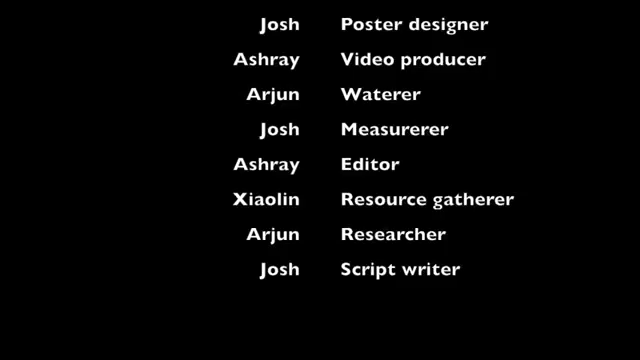 Josh Poster designer
Ashray Video producer
Arjun Waterer
Josh Measurerer
Ashray Editor
Xiaolin Resource gatherer
Arjun Researcher
Josh Script writer